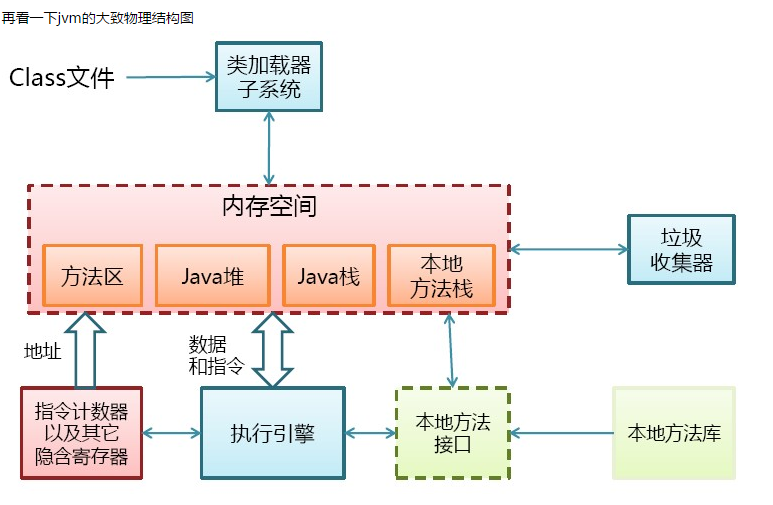 再看一下jvm的大致物理结构图
Class文件
类加载器
子系统
内存空间
方法区
Java堆
Java栈
本地
方法栈
垃圾
收集器
地址
数据
和指令
指令计数器
以及其它
隐含寄存器
执行引擎
本地方法
接口
本地方法库